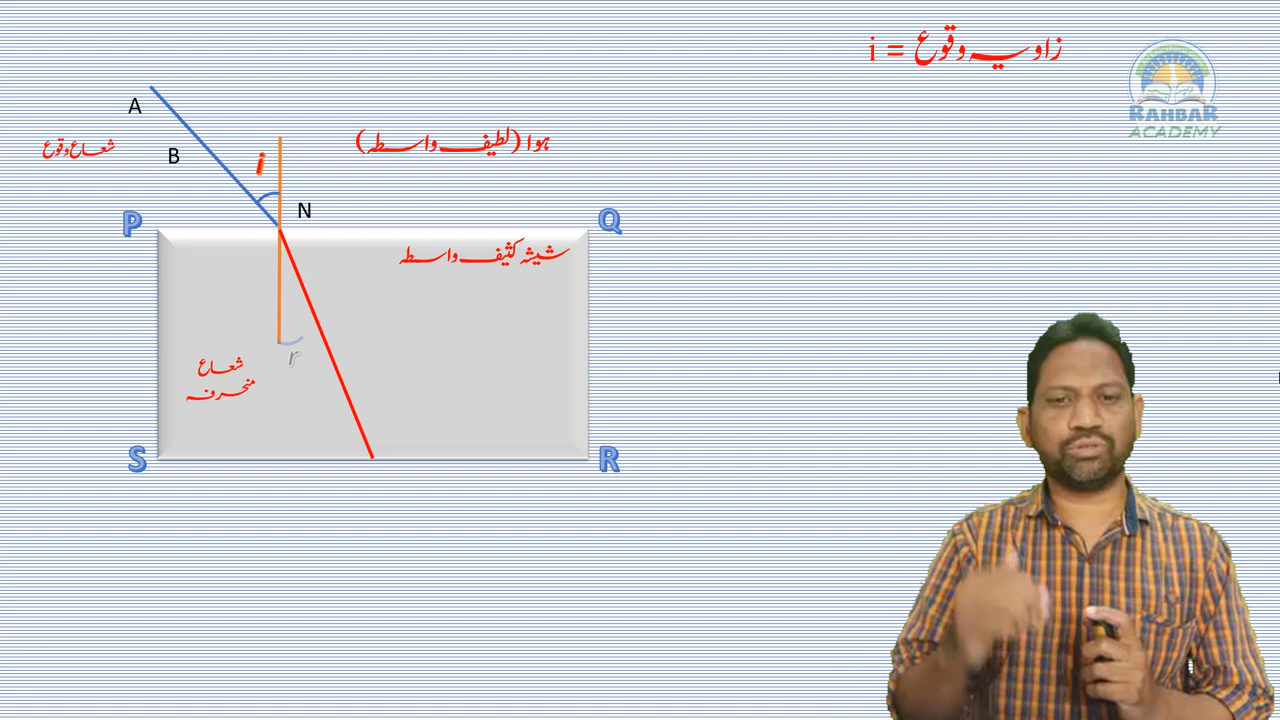 زاویہ وقوع = i
RAHBAR
ACADEMY
A
ہوا (لطیف واسطہ)
شعاع وقوع
B
i
N
P
Q
شیشہ کثیف واسطہ
r
شعاع
منحرفہ
S
R